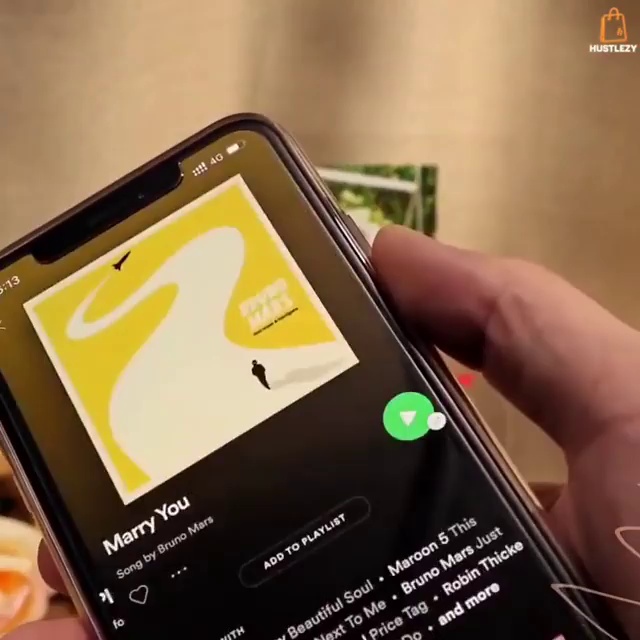 HUSTLEZY
4G
:13
Marry You
Song by Bruno Mars
ADD TO PLAYLIST
WITH
Beautiful Soul • Maroon 5 This
Next To Me • Bruno Mars Just
Price Tag • Robin Thicke
and more